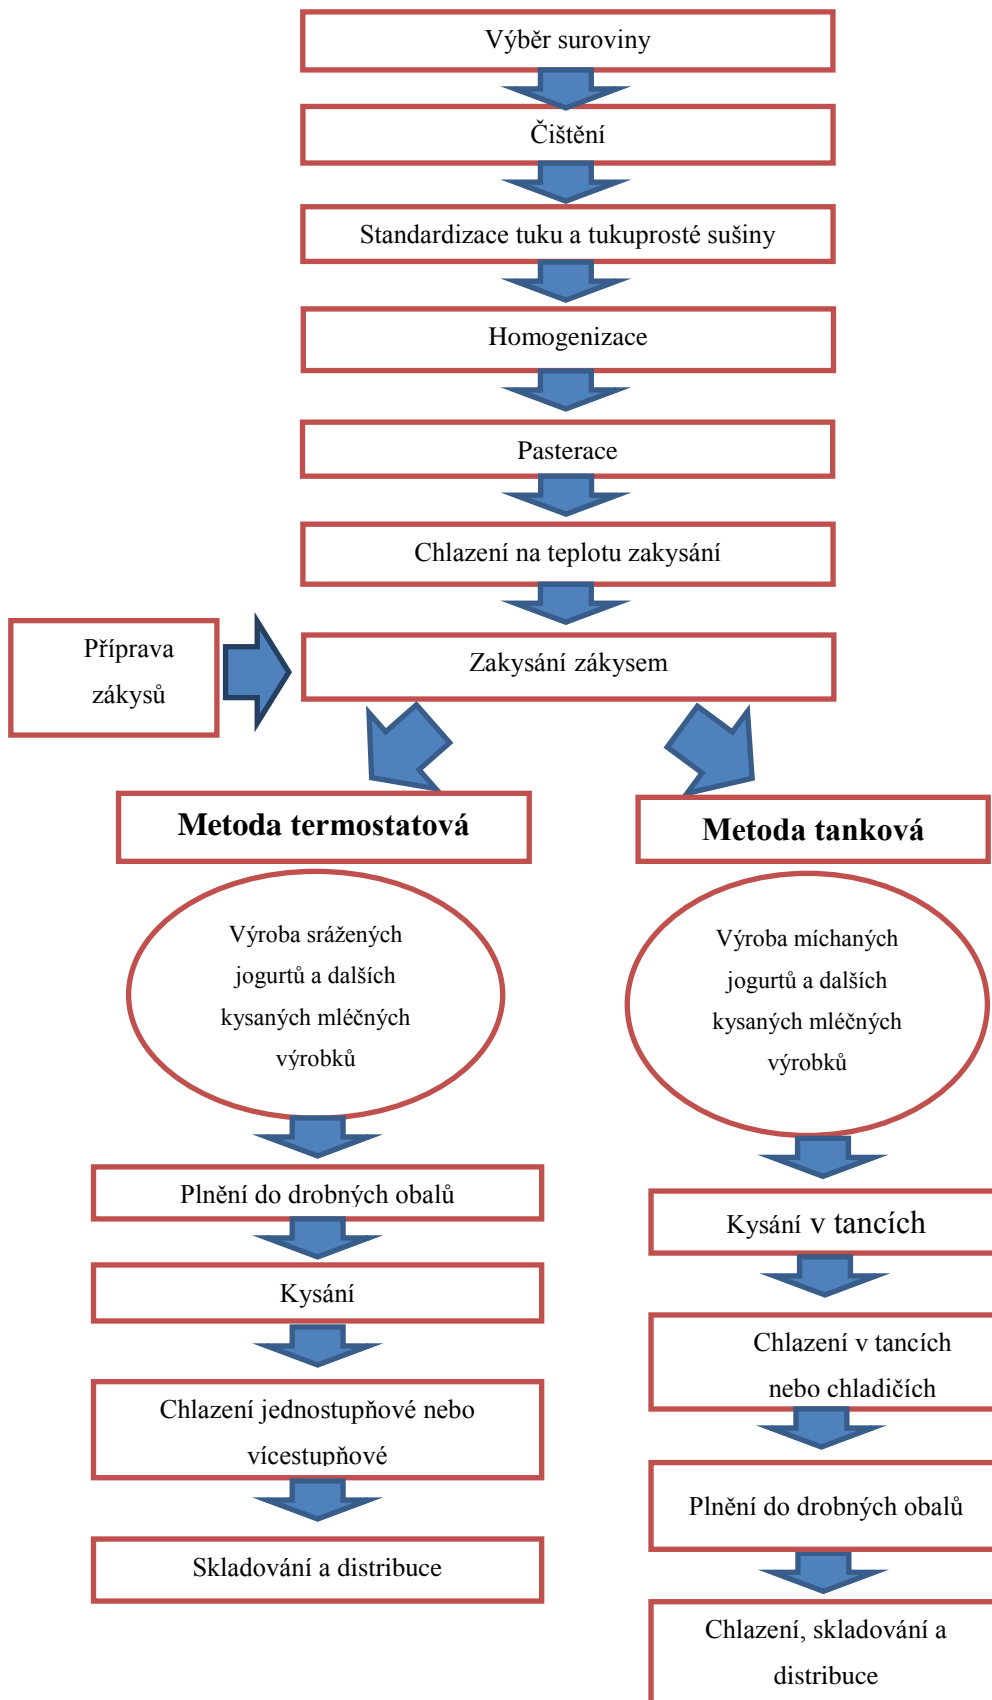 Výběr suroviny
Čištění
Standardizace tuku a tukuprosté sušiny
Homogenizace
Pasterace
Chlazení na teplotu zakysání
Příprava
zákysů
Zakysání zákysem
Metoda termostatová
Výroba srážených
jogurtů a dalších
kysaných mléčných
výrobků
Plnění do drobných obalů
Kysání
Chlazení jednostupňové nebo
vícestupňové
Skladování a distribuce
Metoda tanková
Výroba míchaných
jogurtů a dalších
kysaných mléčných
výrobků
Kysání v tancích
Chlazení v tancích
nebo chladičích
Plnění do drobných obalů
Chlazení, skladování a
distribuce